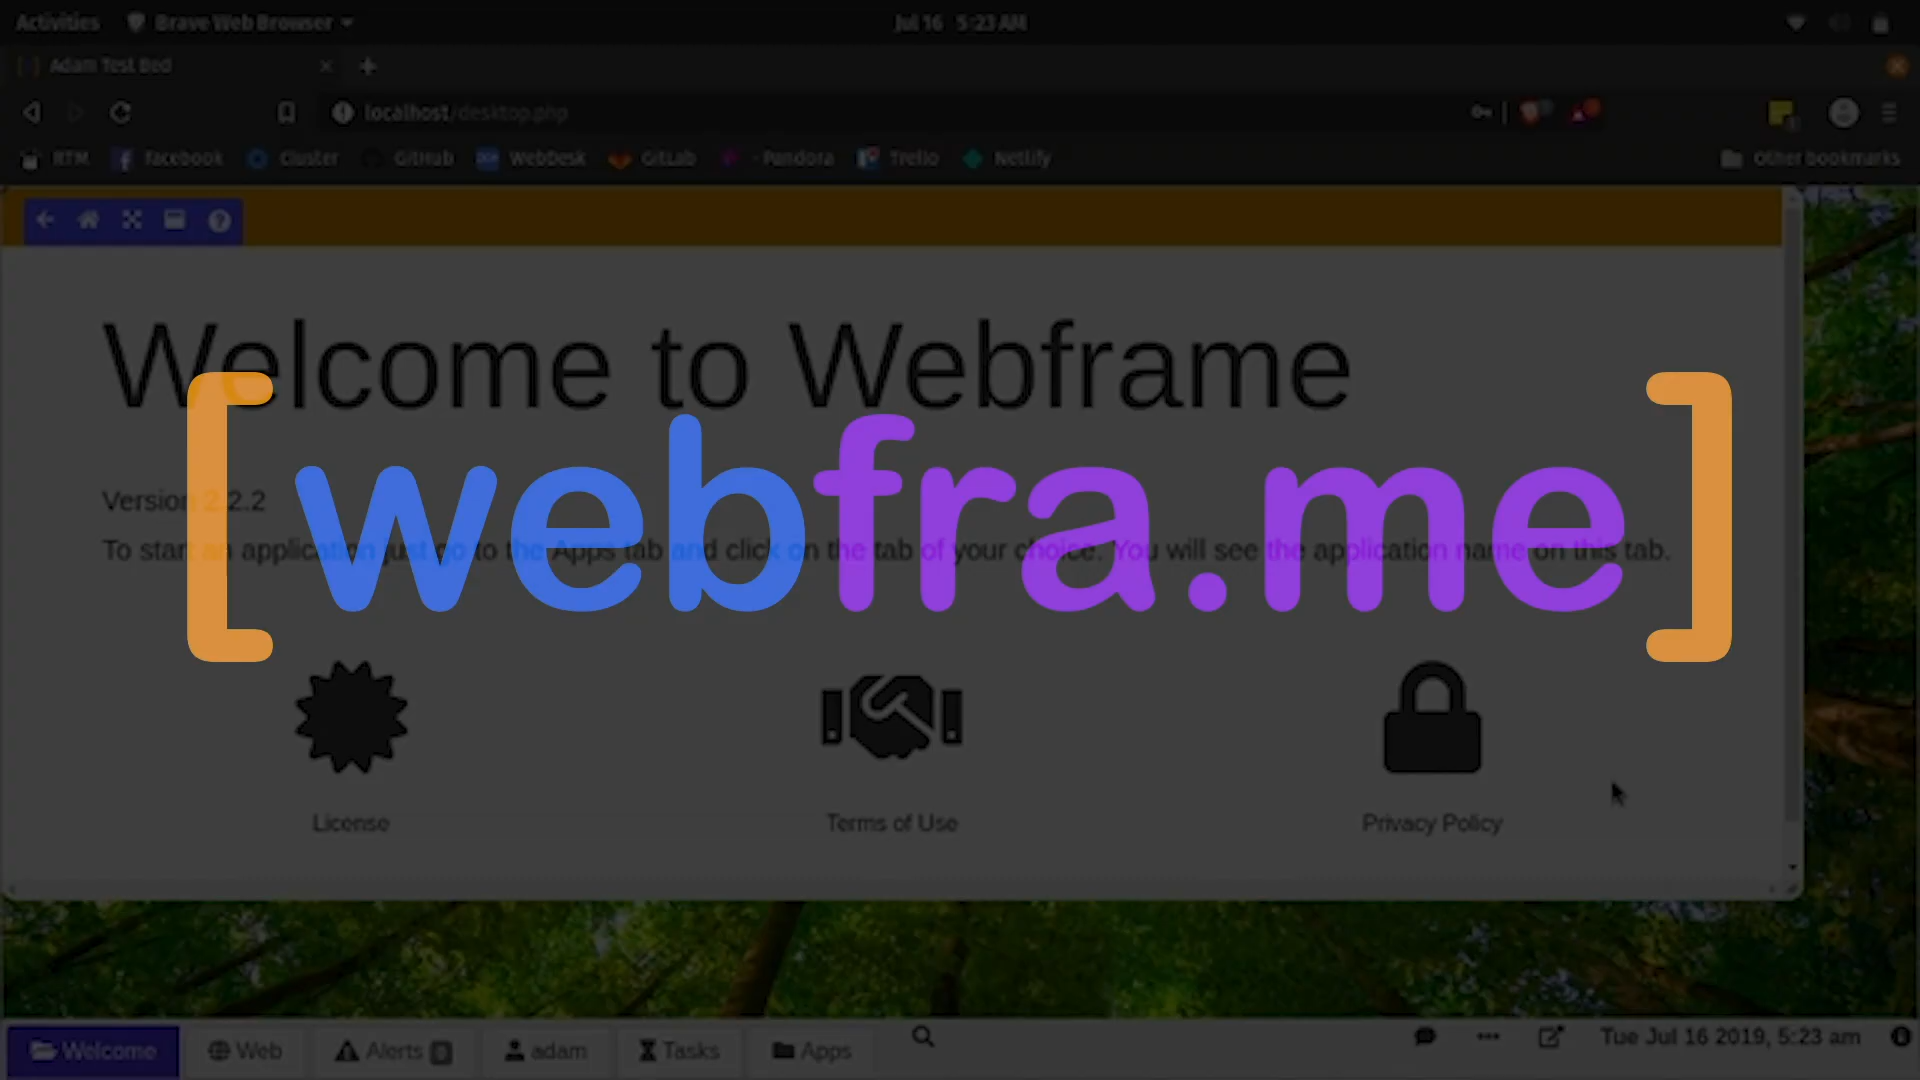 Activities Brave Web Browser Jul 16 5:23 AM
Adam Test Bed
localhost/desktop.php
RTM facebook Cluster GitHub WebDesk GitLab - Pandora Trello Netlify Other bookmarks
Welcome to Webframe
[webfra.me]
Version 2.2.2
To start an application just go to the Apps tab and click on the tab of your choice. You will see the application name on this tab.
License Terms of Use Privacy Policy
Welcome Web Alerts 0 adam Tasks Apps Tue Jul 16 2019, 5:23 am